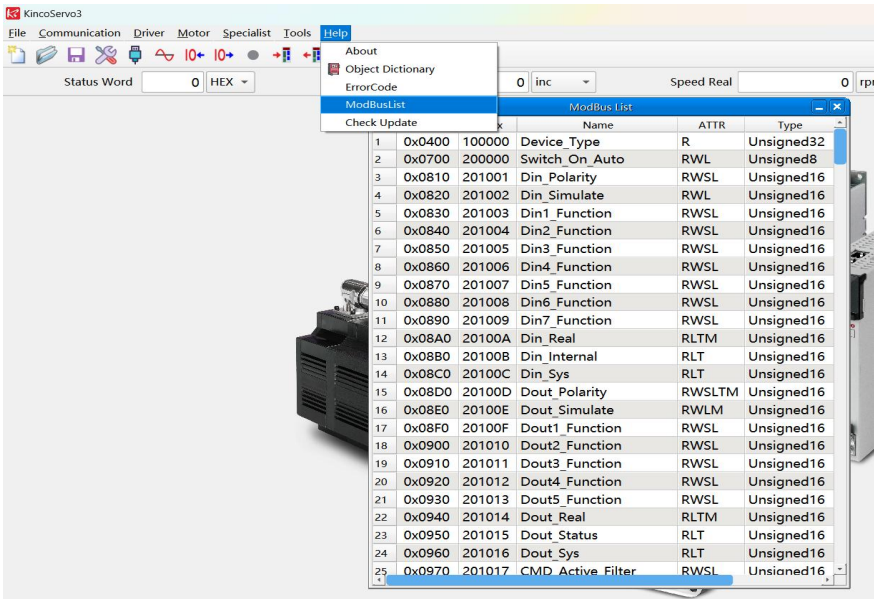 KincoServo3
File Communication Driver Motor Specialist Tools Help
Status Word 0 HEX 0 inc Speed Real 0 rpm
About
Object Dictionary
ErrorCode
ModBusList
Check Update
ModBus List
x Name ATTR Type
1 0x0400 100000 Device_Type R Unsigned32
2 0x0700 200000 Switch_On_Auto RWL Unsigned8
3 0x0810 201001 Din_Polarity RWSL Unsigned16
4 0x0820 201002 Din_Simulate RWL Unsigned16
5 0x0830 201003 Din1_Function RWSL Unsigned16
6 0x0840 201004 Din2_Function RWSL Unsigned16
7 0x0850 201005 Din3_Function RWSL Unsigned16
8 0x0860 201006 Din4_Function RWSL Unsigned16
9 0x0870 201007 Din5_Function RWSL Unsigned16
10 0x0880 201008 Din6_Function RWSL Unsigned16
11 0x0890 201009 Din7_Function RWSL Unsigned16
12 0x08A0 20100A Din_Real RLTM Unsigned16
13 0x08B0 20100B Din_Internal RLT Unsigned16
14 0x08C0 20100C Din_Sys RLT Unsigned16
15 0x08D0 20100D Dout_Polarity RWSLTM Unsigned16
16 0x08E0 20100E Dout_Simulate RWLM Unsigned16
17 0x08F0 20100F Dout1_Function RWSL Unsigned16
18 0x0900 201010 Dout2_Function RWSL Unsigned16
19 0x0910 201011 Dout3_Function RWSL Unsigned16
20 0x0920 201012 Dout4_Function RWSL Unsigned16
21 0x0930 201013 Dout5_Function RWSL Unsigned16
22 0x0940 201014 Dout_Real RLTM Unsigned16
23 0x0950 201015 Dout_Status RLT Unsigned16
24 0x0960 201016 Dout_Sys RLT Unsigned16
25 0x0970 201017 CMD_Active_Filter RWSL Unsigned16